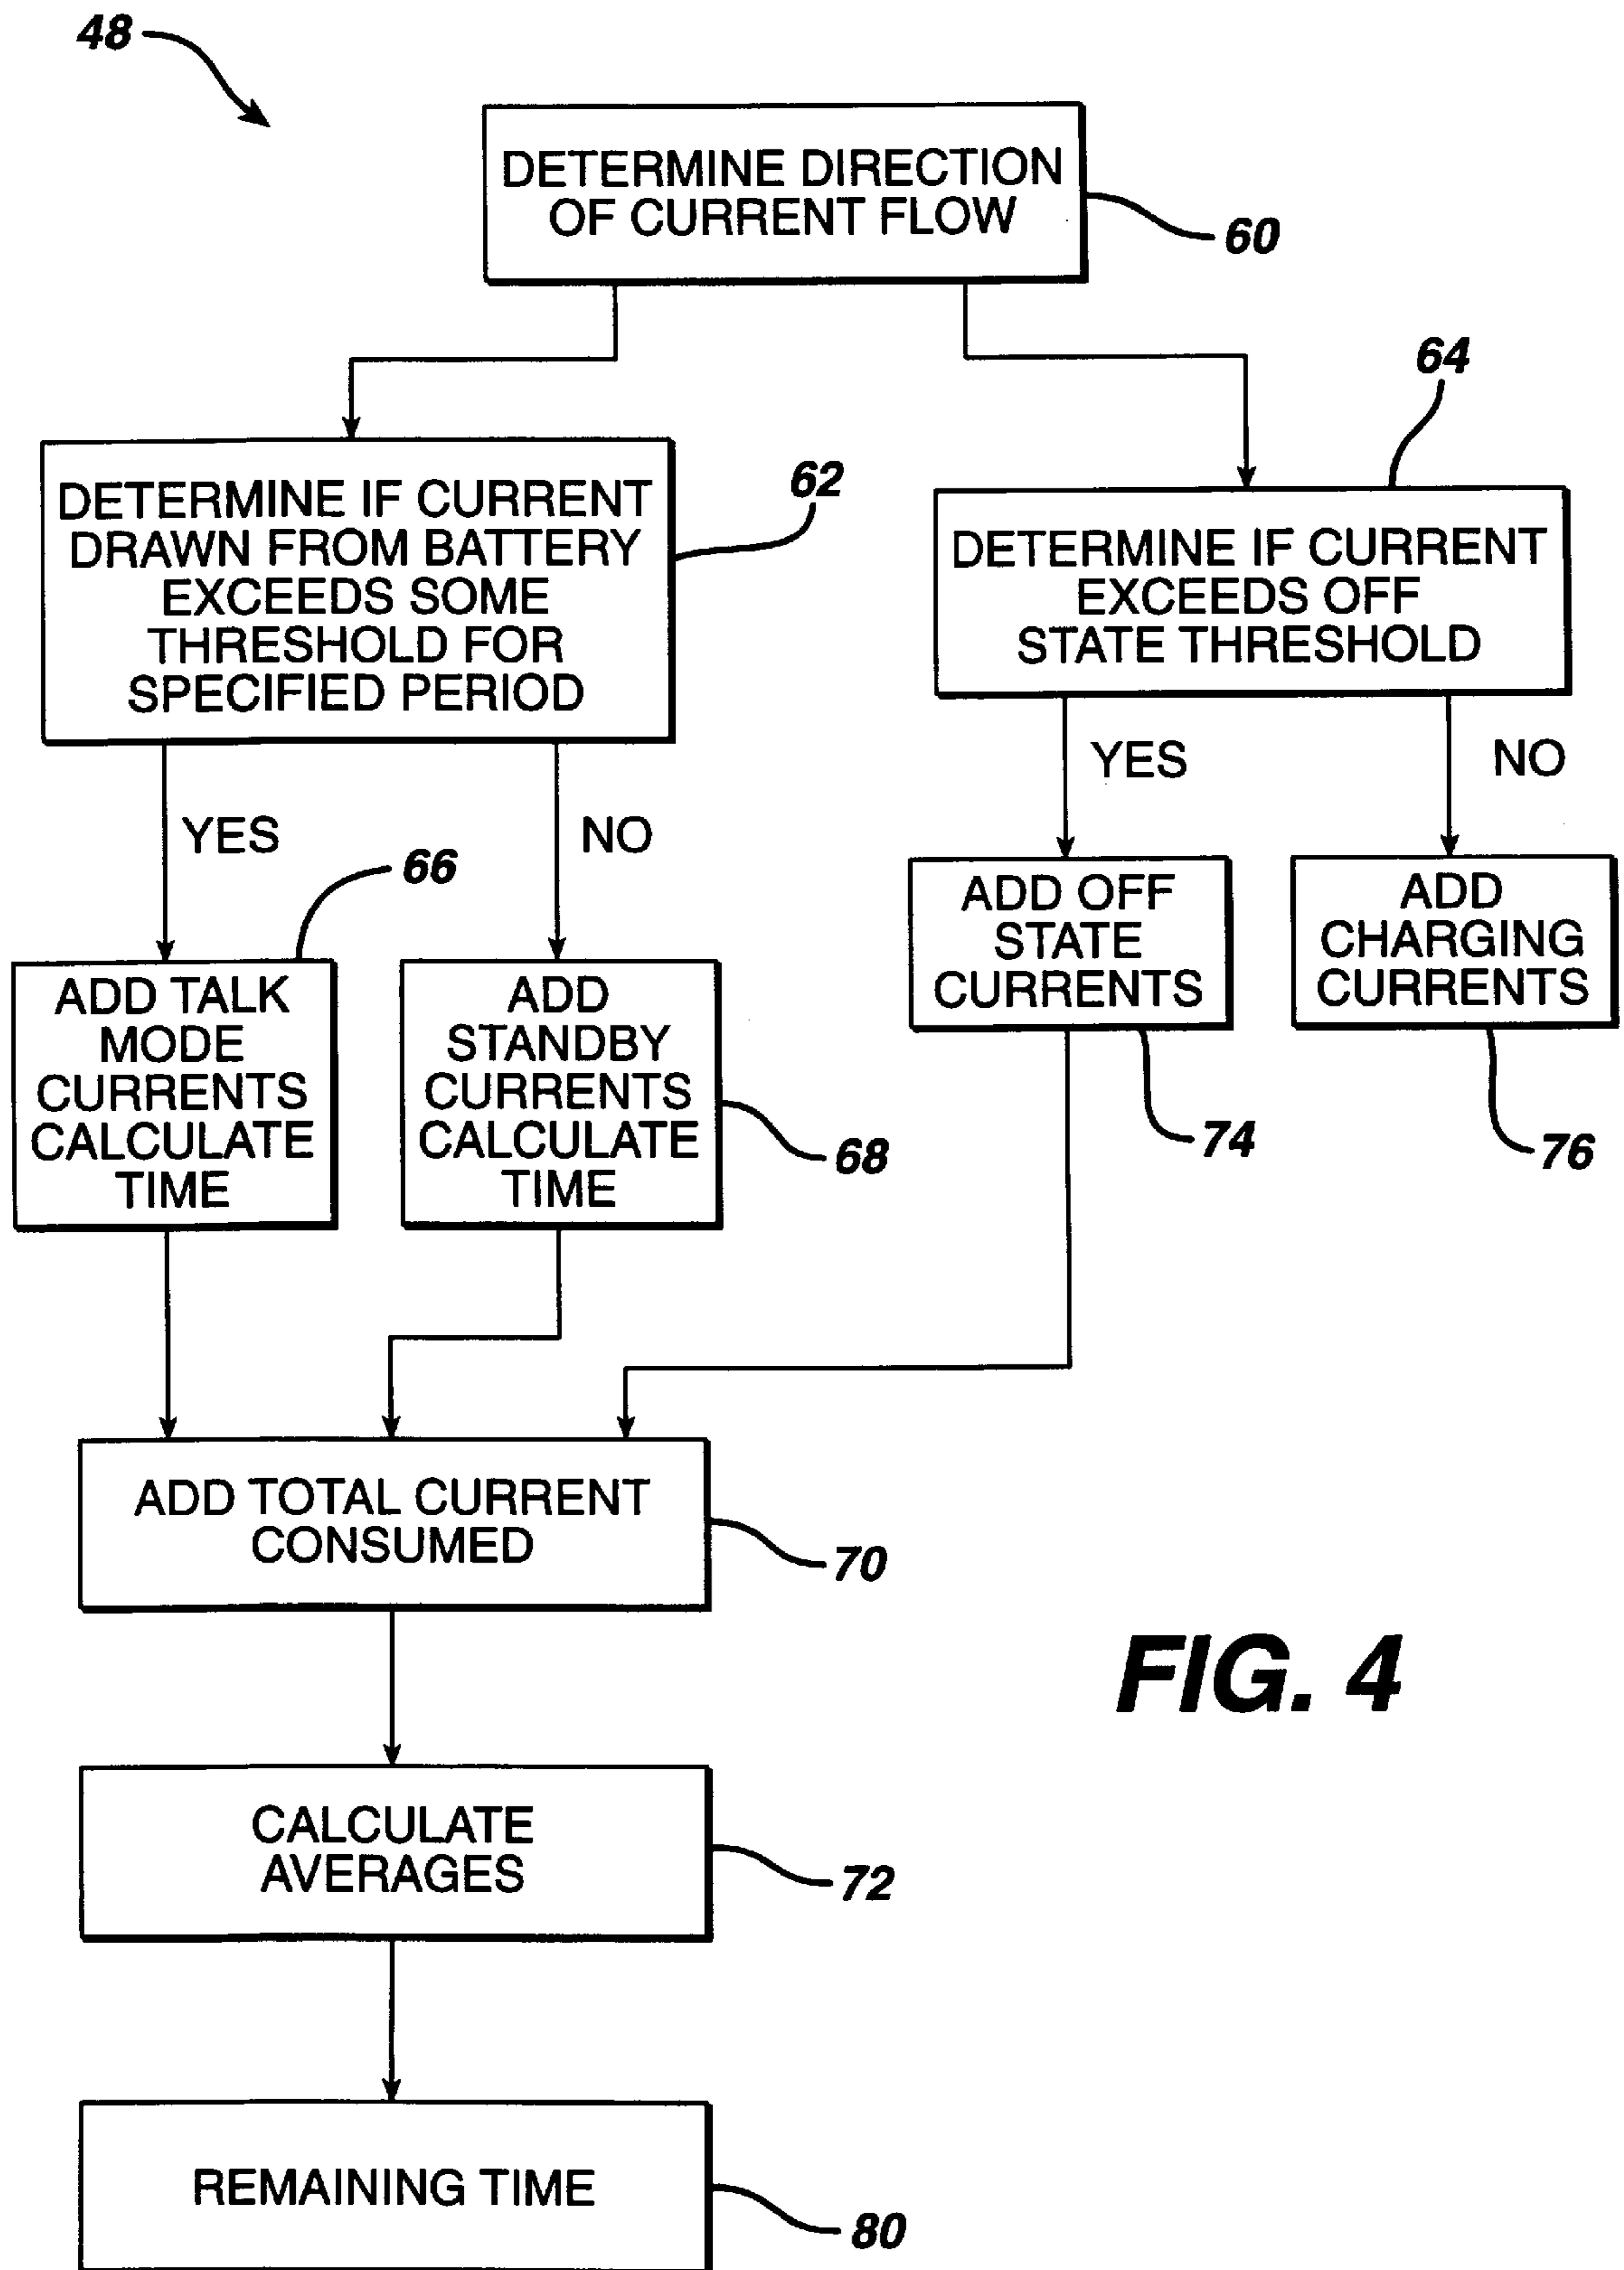 48
DETERMINE DIRECTION
OF CURRENT FLOW
60
DETERMINE IF CURRENT
DRAWN FROM BATTERY
EXCEEDS SOME
THRESHOLD FOR
SPECIFIED PERIOD
62
64
DETERMINE IF CURRENT
EXCEEDS OFF
STATE THRESHOLD
YES
NO
YES
NO
66
ADD TALK
MODE
CURRENTS
CALCULATE
TIME
ADD
STANDBY
CURRENTS
CALCULATE
TIME
68
ADD OFF
STATE
CURRENTS
74
ADD
CHARGING
CURRENTS
76
ADD TOTAL CURRENT
CONSUMED
70
FIG. 4
CALCULATE
AVERAGES
72
REMAINING TIME
80